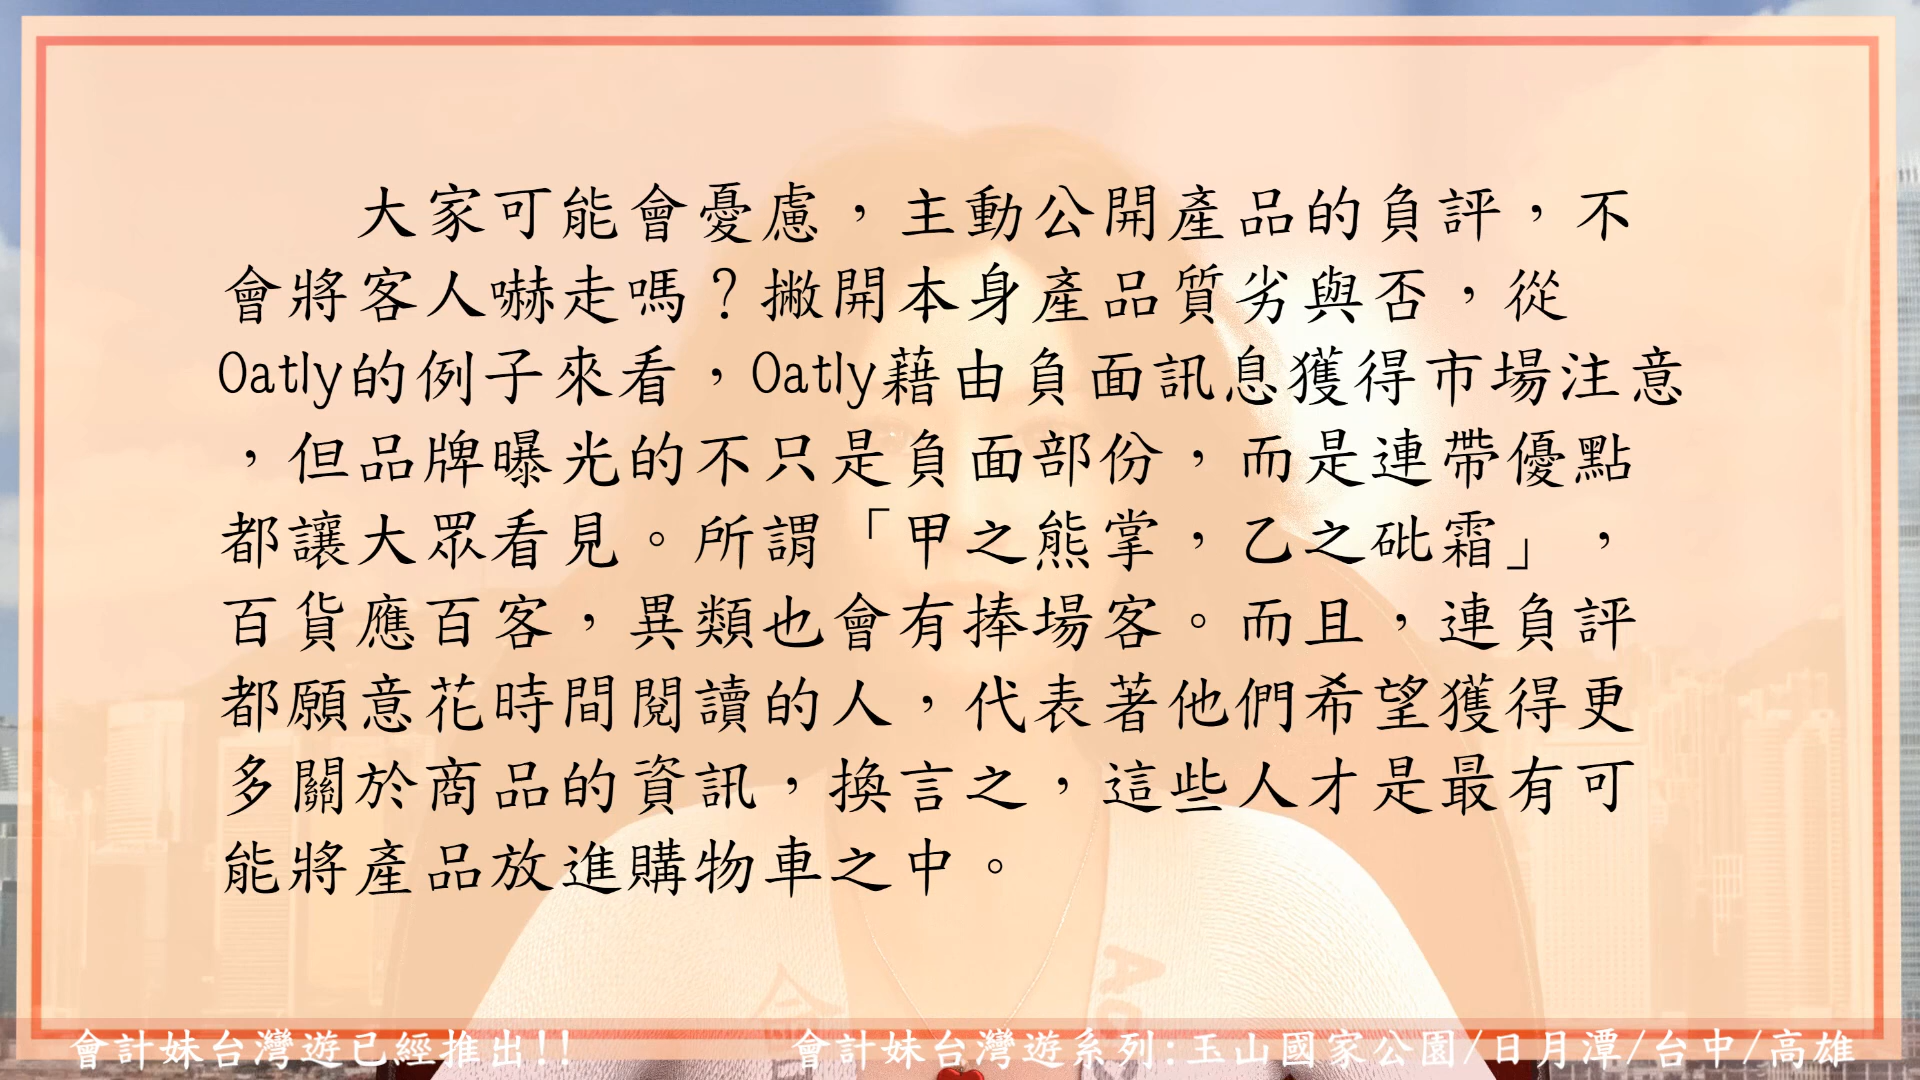 大家可能會憂慮，主動公開產品的負評，不
會將客人嚇走嗎？撇開本身產品質劣與否，從
Oatly的例子來看，Oatly藉由負面訊息獲得市場注意
，但品牌曝光的不只是負面部份，而是連帶優點
都讓大眾看見。所謂「甲之熊掌，乙之砒霜」，
百貨應百客，異類也會有捧場客。而且，連負評
都願意花時間閱讀的人，代表著他們希望獲得更
多關於商品的資訊，換言之，這些人才是最有可
能將產品放進購物車之中。
會計妹台灣遊已經推出!! 會計妹台灣遊系列:玉山國家公園/日月潭/台中/高雄